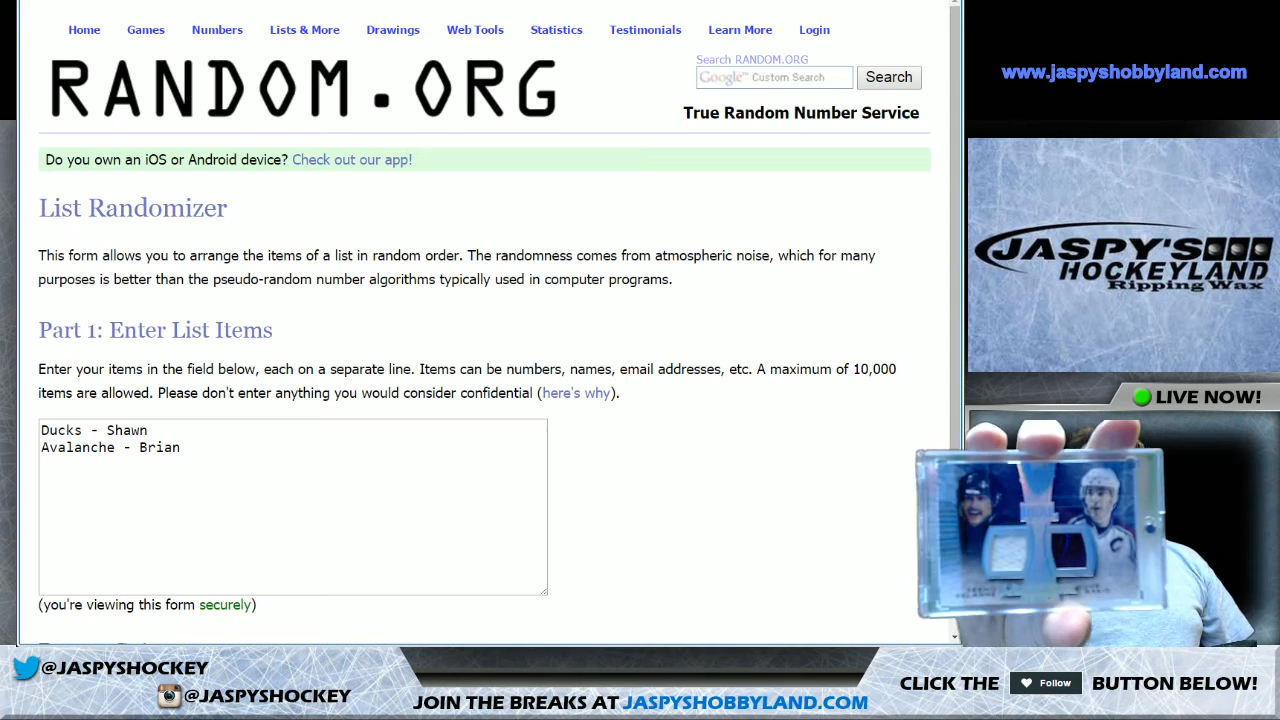 Home Games Numbers Lists & More Drawings Web Tools Statistics Testimonials Learn More Login
RANDOM.ORG
Search RANDOM.ORG
Google™ Custom Search Search
True Random Number Service
www.jaspyshobbyland.com
Do you own an iOS or Android device? Check out our app!
List Randomizer
This form allows you to arrange the items of a list in random order. The randomness comes from atmospheric noise, which for many
purposes is better than the pseudo-random number algorithms typically used in computer programs.
Part 1: Enter List Items
Enter your items in the field below, each on a separate line. Items can be numbers, names, email addresses, etc. A maximum of 10,000
items are allowed. Please don't enter anything you would consider confidential (here's why).
Ducks - Shawn
Avalanche - Brian
(you're viewing this form securely)
JASPY'S
HOCKEYLAND
Ripping Wax
LIVE NOW!
@JASPYSHOCKEY
@JASPYSHOCKEY
JOIN THE BREAKS AT JASPYSHOBBYLAND.COM
CLICK THE Follow BUTTON BELOW!